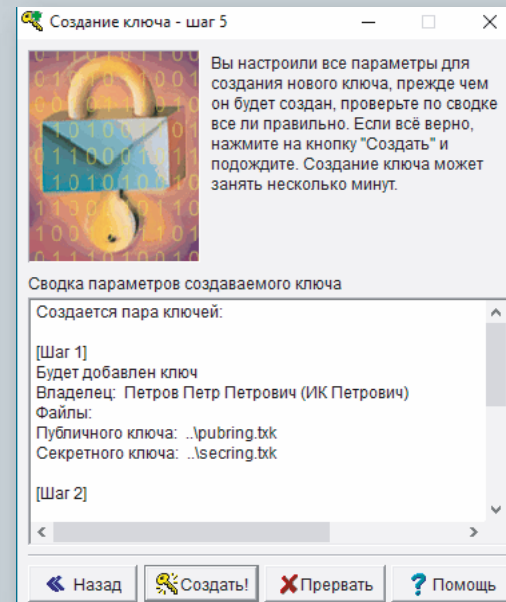 Создание ключа - шаг 5
Вы настроили все параметры для
создания нового ключа, прежде чем
он будет создан, проверьте по сводке
все ли правильно. Если всё верно,
нажмите на кнопку "Создать" и
подождите. Создание ключа может
занять несколько минут.
Сводка параметров создаваемого ключа
Создается пара ключей:
[Шаг 1]
Будет добавлен ключ
Владелец: Петров Петр Петрович (ИК Петрович)
Файлы:
Публичного ключа: ..\pubring.txk
Секретного ключа: ..\secring.txk
[Шаг 2]
Назад
Создать!
Прервать
Помощь